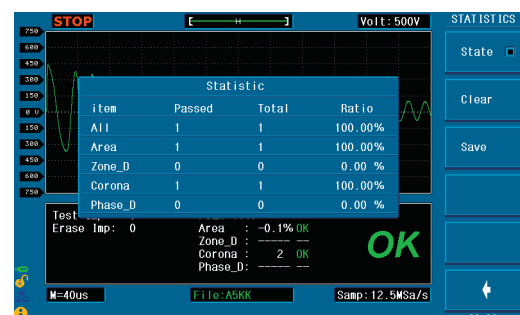 STOP
H
Volt:500V
STATISTICS
750
600
450
300
150
0 U
150
300
450
600
750
State
Clear
Save
Statistic
item Passed Total Ratio
All 1 1 100.00%
Area 1 1 100.00%
Zone_D 0 0 0.00 %
Corona 1 1 100.00%
Phase_D 0 0 0.00 %
Test
Erase Imp: 0
Area : -0.1% OK
Zone_D : ----- --
Corona : 2 OK
Phase_D: ----- --
OK
M=40us
File:A5KK
Samp:12.5MSa/s